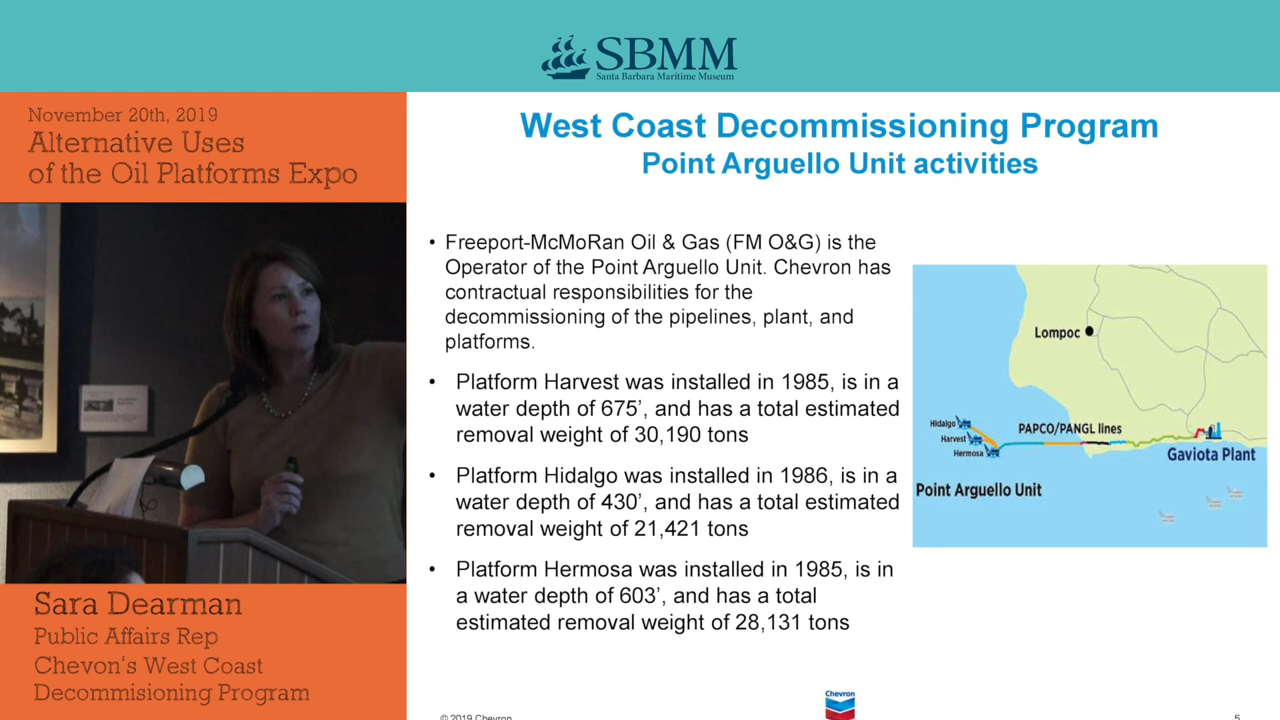 SBMM
Santa Barbara Maritime Museum
November 20th, 2019
Alternative Uses
of the Oil Platforms Expo
Sara Dearman
Public Affairs Rep
Chevon's West Coast
Decommisioning Program
West Coast Decommissioning Program
Point Arguello Unit activities
• Freeport-McMoRan Oil & Gas (FM O&G) is the
Operator of the Point Arguello Unit. Chevron has
contractual responsibilities for the
decommissioning of the pipelines, plant, and
platforms.
• Platform Harvest was installed in 1985, is in a
water depth of 675’, and has a total estimated
removal weight of 30,190 tons
• Platform Hidalgo was installed in 1986, is in a
water depth of 430’, and has a total estimated
removal weight of 21,421 tons
• Platform Hermosa was installed in 1985, is in
a water depth of 603’, and has a total
estimated removal weight of 28,131 tons
Lompoc
Hidalgo
Harvest
Hermosa
PAPCO/PANGL lines
Gaviota Plant
Point Arguello Unit
Chevron
© 2019 Chevron
5